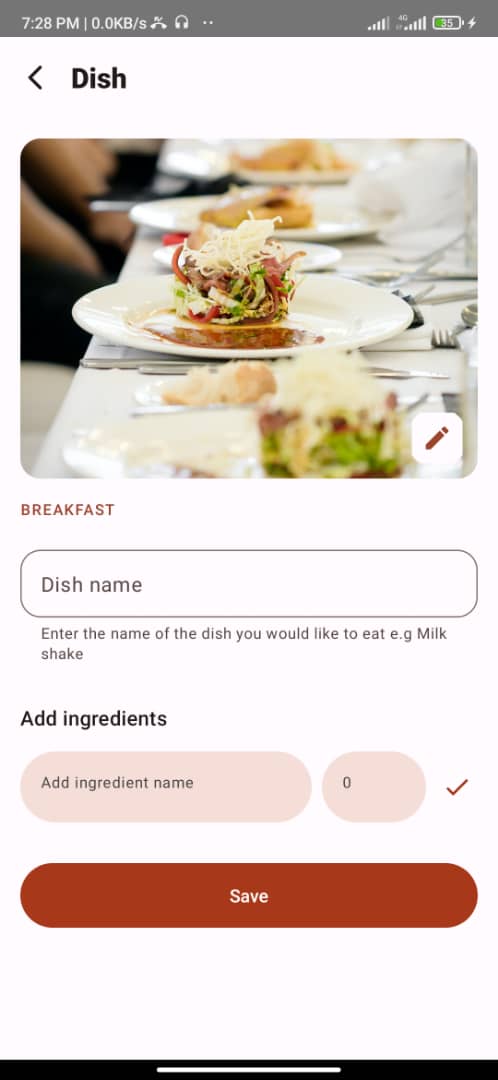 7:28 PM | 0.0KB/s
4G
35
Dish
BREAKFAST
Dish name
Enter the name of the dish you would like to eat e.g Milk
shake
Add ingredients
Add ingredient name
0
Save